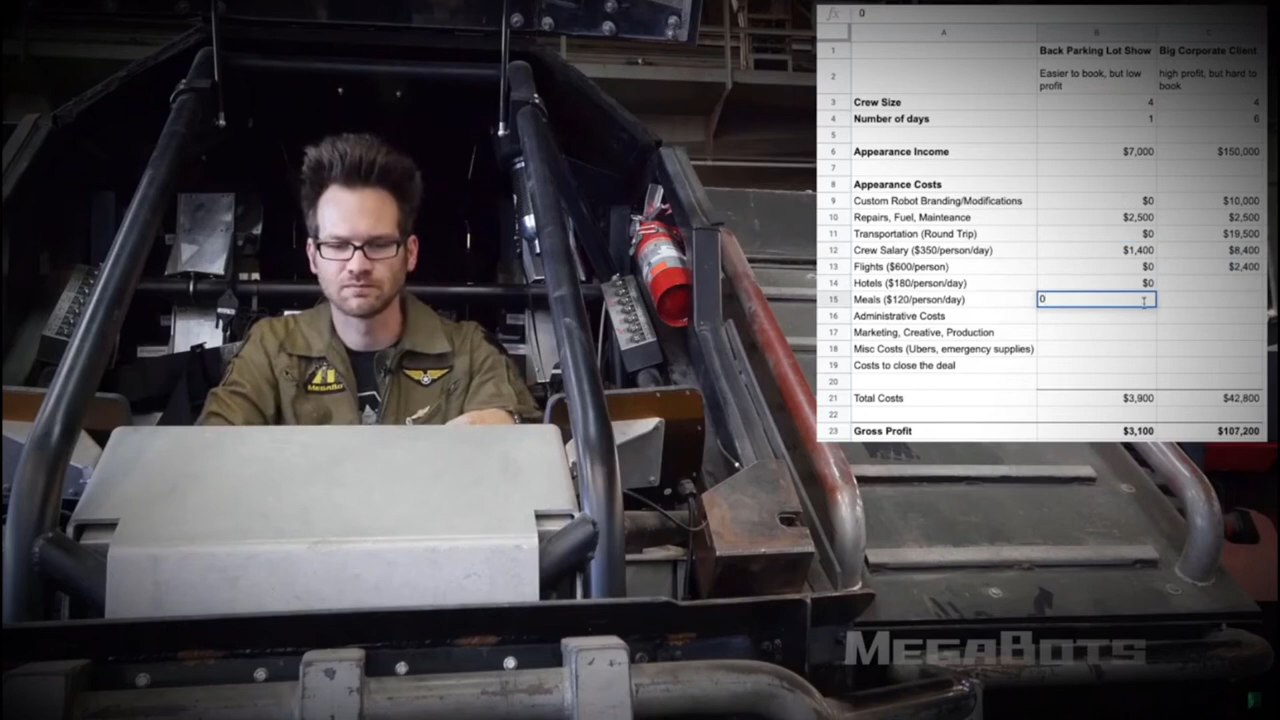 fx 0
A B C
1 Back Parking Lot Show Big Corporate Client
2 Easier to book, but low profit high profit, but hard to book
3 Crew Size 4 4
4 Number of days 1 6
5
6 Appearance Income $7,000 $150,000
7
8 Appearance Costs
9 Custom Robot Branding/Modifications $0 $10,000
10 Repairs, Fuel, Mainteance $2,500 $2,500
11 Transportation (Round Trip) $0 $19,500
12 Crew Salary ($350/person/day) $1,400 $8,400
13 Flights ($600/person) $0 $2,400
14 Hotels ($180/person/day) $0
15 Meals ($120/person/day) 0
16 Administrative Costs
17 Marketing, Creative, Production
18 Misc Costs (Ubers, emergency supplies)
19 Costs to close the deal
20
21 Total Costs $3,900 $42,800
22
23 Gross Profit $3,100 $107,200
MEGABOTS
MEGABOTS